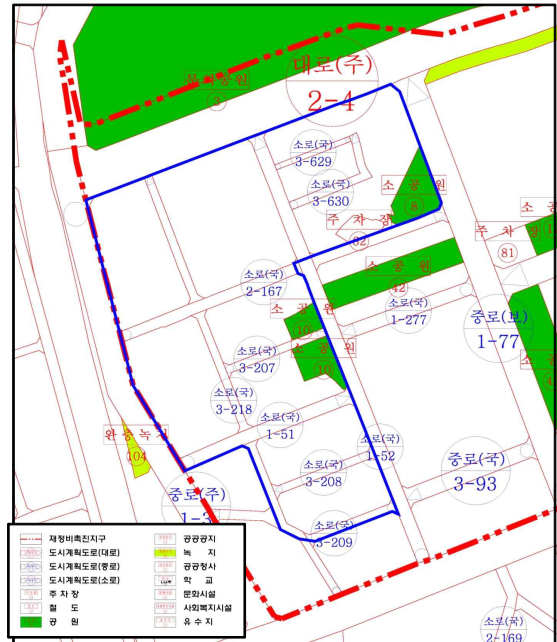 대로(주)
2-4
문화공원
3
소로(국)
3-629
소로(국)
3-630
소공원
8
주차장
62
소공
주차장
81
소공원
42
소로(국)
2-167
소로(국)
1-277
소공원
10
소공원
10
중로(보)
1-77
소로(국)
3-207
소로(국)
3-218
소로(국)
1-51
소로(국)
1-52
완충녹지
104
중로(국)
3-93
소로(국)
3-208
중로(주)
1-3
소로(국)
3-209
소로(국)
2-169
재정비촉진지구
도시계획도로(대로)
도시계획도로(중로)
도시계획도로(소로)
주차장
철도
공원
공공공지
녹지
공공청사
학교
문화시설
사회복지시설
유수지